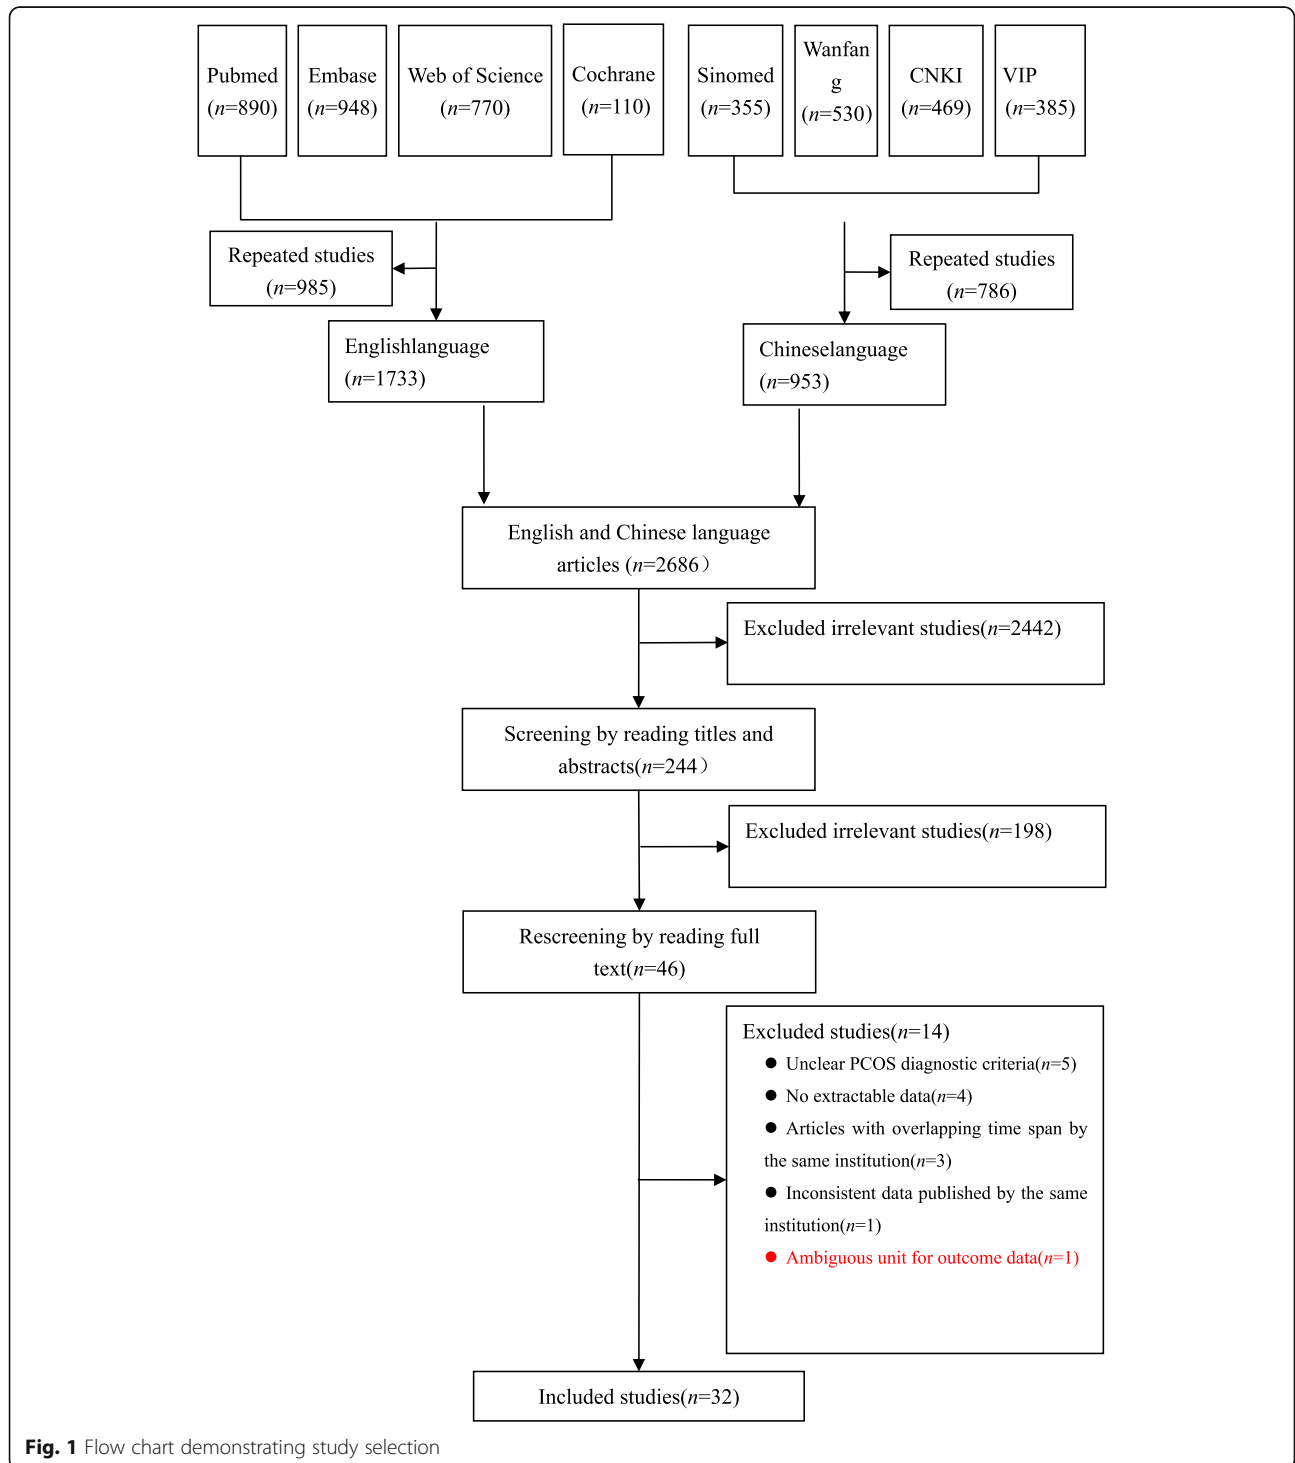 Pubmed
(n=890)
Embase
(n=948)
Web of Science
(n=770)
Cochrane
(n=110)
Sinomed
(n=355)
Wanfan
g
(n=530)
CNKI
(n=469)
VIP
(n=385)
Repeated studies
(n=985)
Repeated studies
(n=786)
Englishlanguage
(n=1733)
Chineselanguage
(n=953)
English and Chinese language
articles (n=2686）
Excluded irrelevant studies(n=2442)
Screening by reading titles and
abstracts(n=244）
Excluded irrelevant studies(n=198)
Rescreening by reading full
text(n=46)
Excluded studies(n=14)
● Unclear PCOS diagnostic criteria(n=5)
● No extractable data(n=4)
● Articles with overlapping time span by
the same institution(n=3)
● Inconsistent data published by the same
institution(n=1)
● Ambiguous unit for outcome data(n=1)
Included studies(n=32)
Fig. 1 Flow chart demonstrating study selection